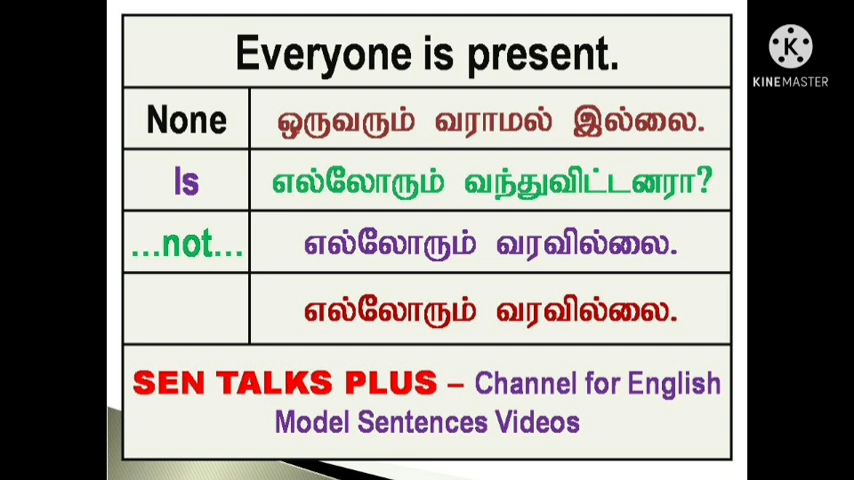 Everyone is present.
K
KINEMASTER
None ஒருவரும் வராமல் இல்லை.
Is எல்லோரும் வந்துவிட்டனரா?
...not... எல்லோரும் வரவில்லை.
எல்லோரும் வரவில்லை.
SEN TALKS PLUS – Channel for English
Model Sentences Videos